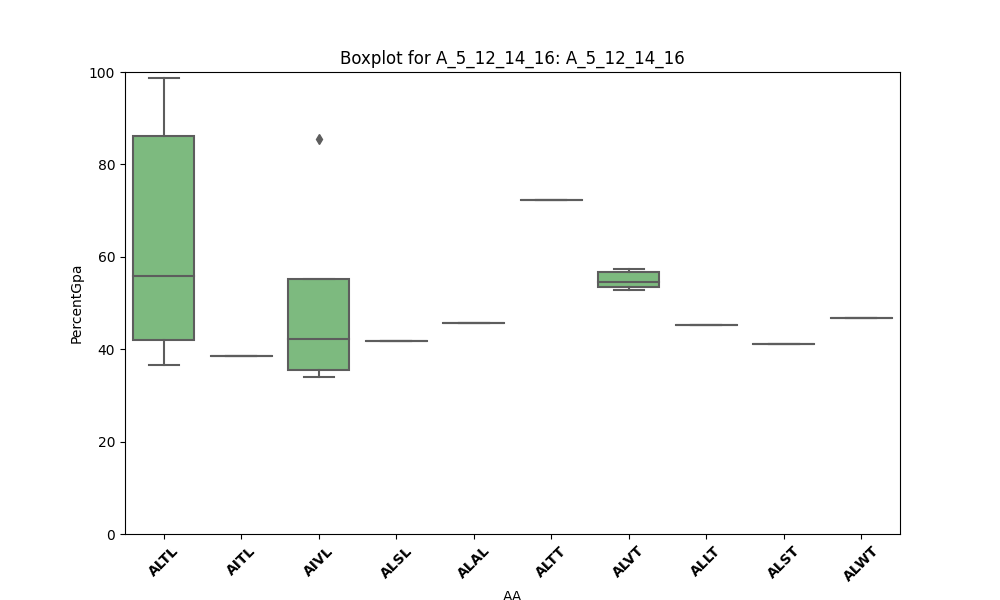 Boxplot for A_5_12_14_16: A_5_12_14_16
100
80
60
40
20
0
PercentGpa
ALTL
AITL
AIVL
ALSL
ALAL
ALTT
ALVT
ALLT
ALST
ALWT
AA